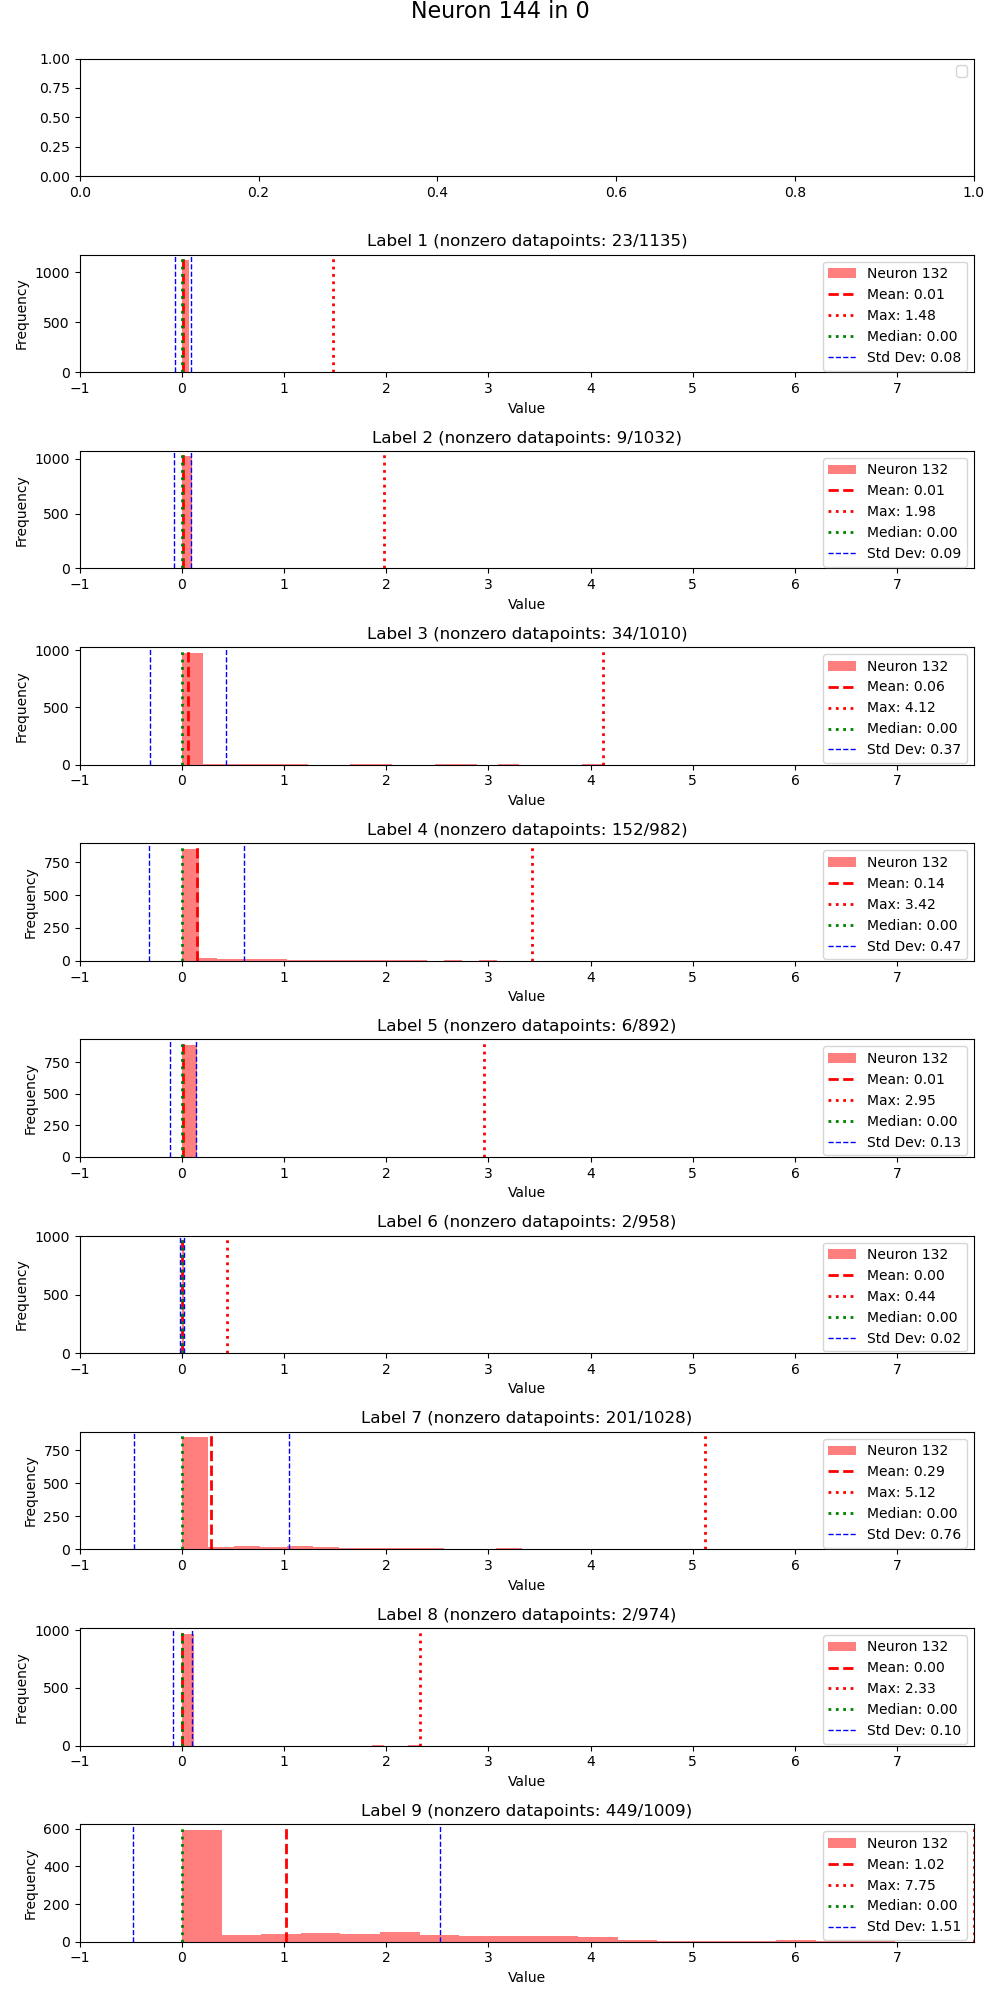 Neuron 144 in 0
1.00
0.75
0.50
0.25
0.00
0.0 0.2 0.4 0.6 0.8 1.0
Label 1 (nonzero datapoints: 23/1135)
Frequency
1000
500
0
Neuron 132
Mean: 0.01
Max: 1.48
Median: 0.00
Std Dev: 0.08
−1 0 1 2 3 4 5 6 7
Value
Label 2 (nonzero datapoints: 9/1032)
Frequency
1000
500
0
Neuron 132
Mean: 0.01
Max: 1.98
Median: 0.00
Std Dev: 0.09
−1 0 1 2 3 4 5 6 7
Value
Label 3 (nonzero datapoints: 34/1010)
Frequency
1000
500
0
Neuron 132
Mean: 0.06
Max: 4.12
Median: 0.00
Std Dev: 0.37
−1 0 1 2 3 4 5 6 7
Value
Label 4 (nonzero datapoints: 152/982)
Frequency
750
500
250
0
Neuron 132
Mean: 0.14
Max: 3.42
Median: 0.00
Std Dev: 0.47
−1 0 1 2 3 4 5 6 7
Value
Label 5 (nonzero datapoints: 6/892)
Frequency
750
500
250
0
Neuron 132
Mean: 0.01
Max: 2.95
Median: 0.00
Std Dev: 0.13
−1 0 1 2 3 4 5 6 7
Value
Label 6 (nonzero datapoints: 2/958)
Frequency
1000
500
0
Neuron 132
Mean: 0.00
Max: 0.44
Median: 0.00
Std Dev: 0.02
−1 0 1 2 3 4 5 6 7
Value
Label 7 (nonzero datapoints: 201/1028)
Frequency
750
500
250
0
Neuron 132
Mean: 0.29
Max: 5.12
Median: 0.00
Std Dev: 0.76
−1 0 1 2 3 4 5 6 7
Value
Label 8 (nonzero datapoints: 2/974)
Frequency
1000
500
0
Neuron 132
Mean: 0.00
Max: 2.33
Median: 0.00
Std Dev: 0.10
−1 0 1 2 3 4 5 6 7
Value
Label 9 (nonzero datapoints: 449/1009)
Frequency
600
400
200
0
Neuron 132
Mean: 1.02
Max: 7.75
Median: 0.00
Std Dev: 1.51
−1 0 1 2 3 4 5 6 7
Value